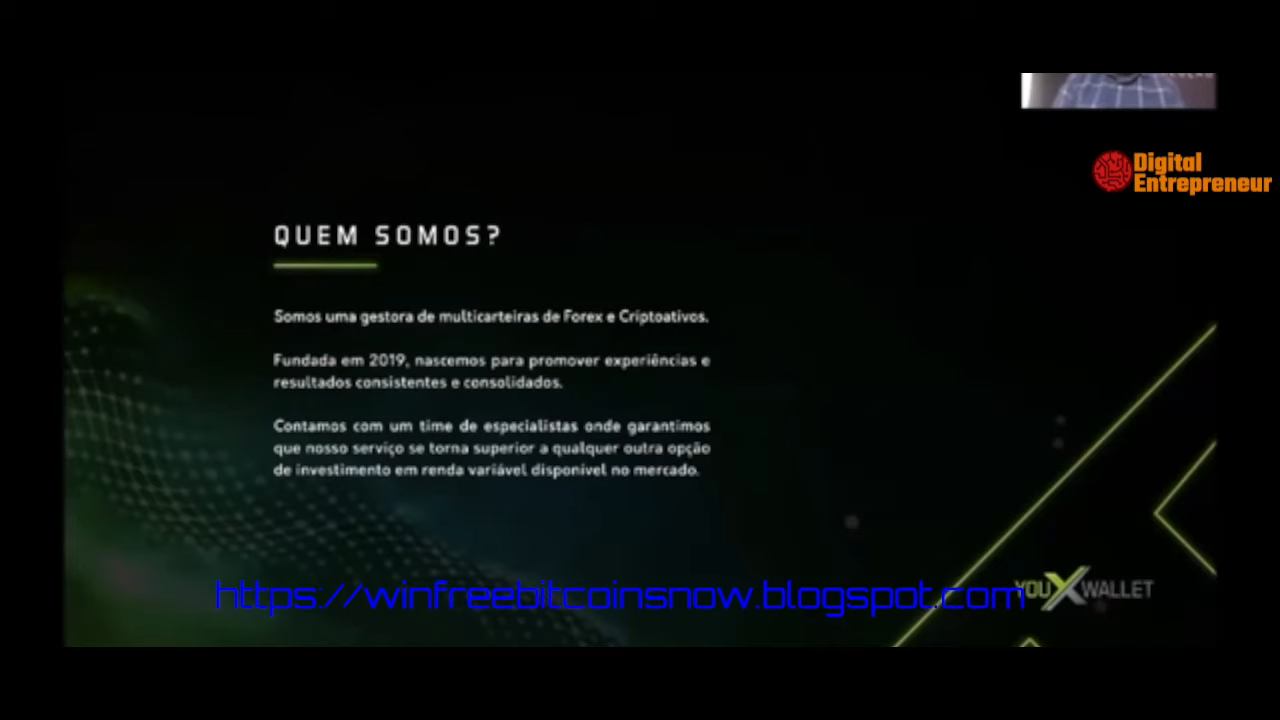 Digital
Entrepreneur
QUEM SOMOS?
Somos uma gestora de multicarteiras de Forex e Criptoativos.
Fundada em 2019, nascemos para promover experiências e
resultados consistentes e consolidados.
Contamos com um time de especialistas onde garantimos
que nosso serviço se torna superior a qualquer outra opção
de investimento em renda variável disponível no mercado.
https://winfreebitcoinsnow.blogspot.com
YOUXWALLET